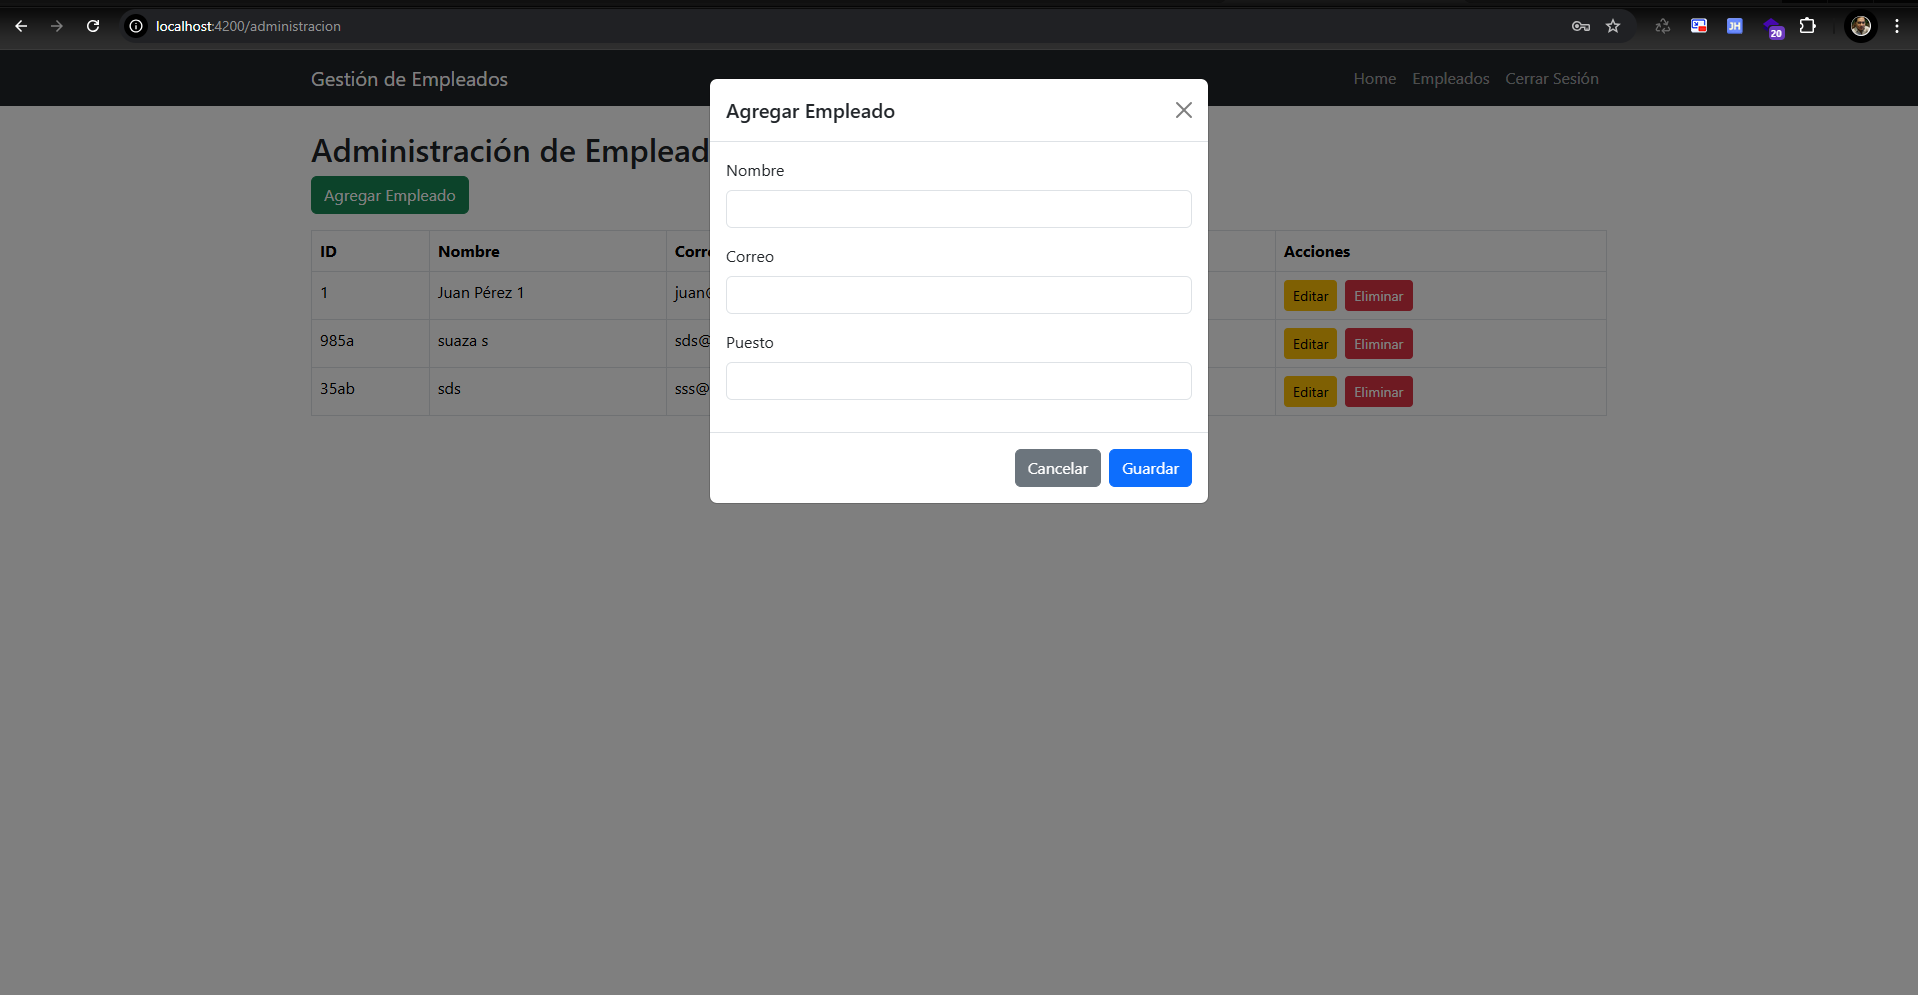 localhost:4200/administracion
JH
20
Gestión de Empleados
Home Empleados Cerrar Sesión
Agregar Empleado
Nombre
Correo
Puesto
Cancelar Guardar
Administración de Emplead
Agregar Empleado
ID Nombre Corr Acciones
1 Juan Pérez 1 juan@ Editar Eliminar
985a suaza s sds@ Editar Eliminar
35ab sds sss@ Editar Eliminar